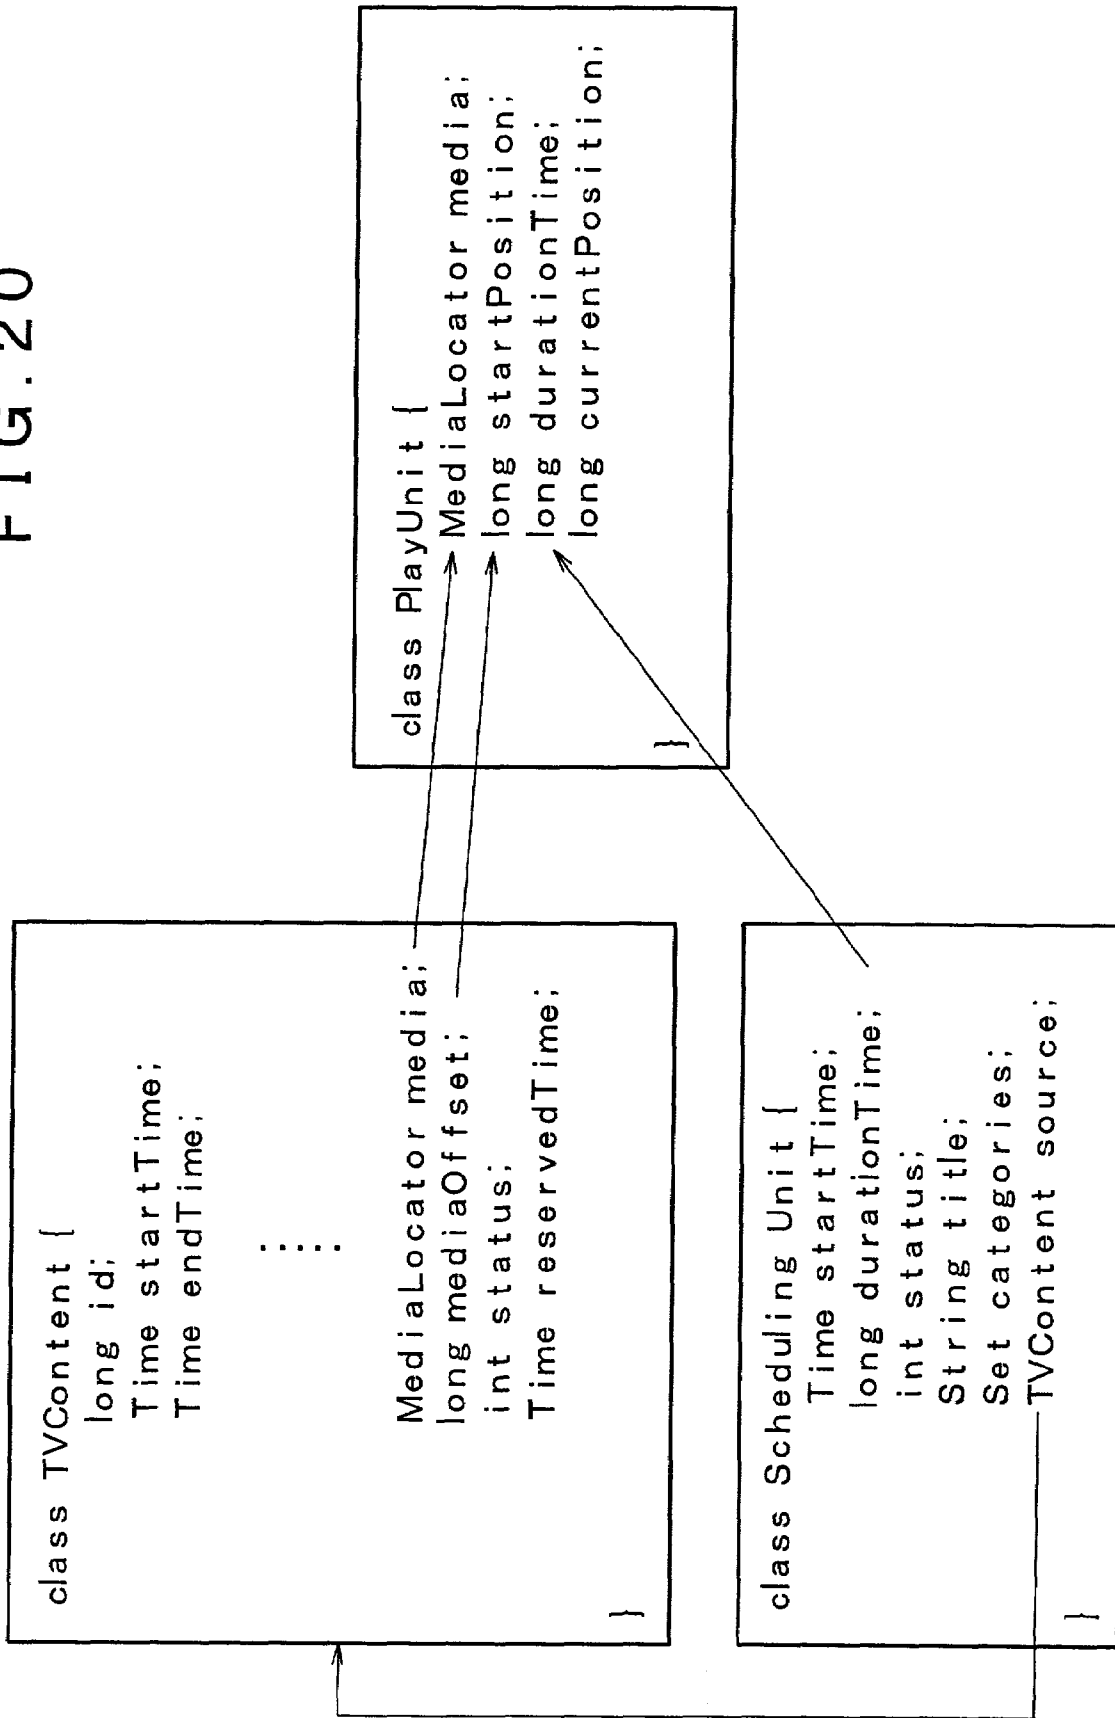 FIG.20
class TVContent {
long id;
Time startTime;
Time endTime;
.....
MediaLocator media;
long mediaOffset;
int status;
Time reservedTime;
}
class Scheduling Unit {
Time startTime;
long durationTime;
int status;
String title;
Set categories;
TVContent source;
}
class PlayUnit {
MediaLocator media;
long startPosition;
long durationTime;
long currentPosition;
}